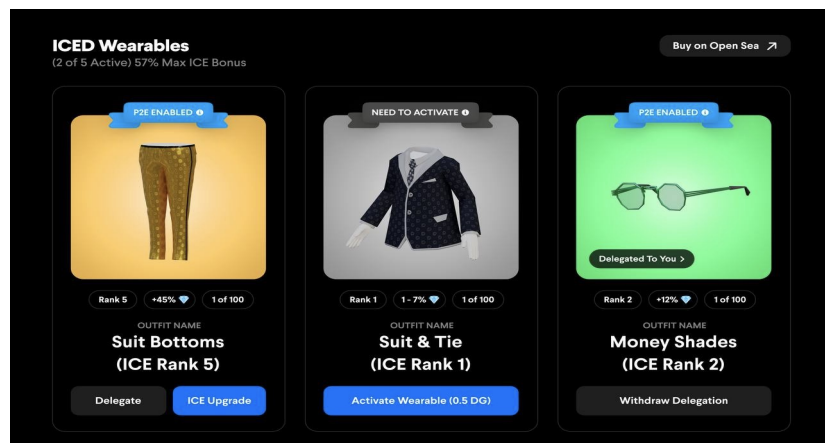 ICED Wearables
(2 of 5 Active) 57% Max ICE Bonus
Buy on Open Sea
P2E ENABLED
Rank 5
+45%
1 of 100
OUTFIT NAME
Suit Bottoms
(ICE Rank 5)
Delegate
ICE Upgrade
NEED TO ACTIVATE
Rank 1
1 - 7%
1 of 100
OUTFIT NAME
Suit & Tie
(ICE Rank 1)
Activate Wearable (0.5 DG)
P2E ENABLED
Delegated To You >
Rank 2
+12%
1 of 100
OUTFIT NAME
Money Shades
(ICE Rank 2)
Withdraw Delegation